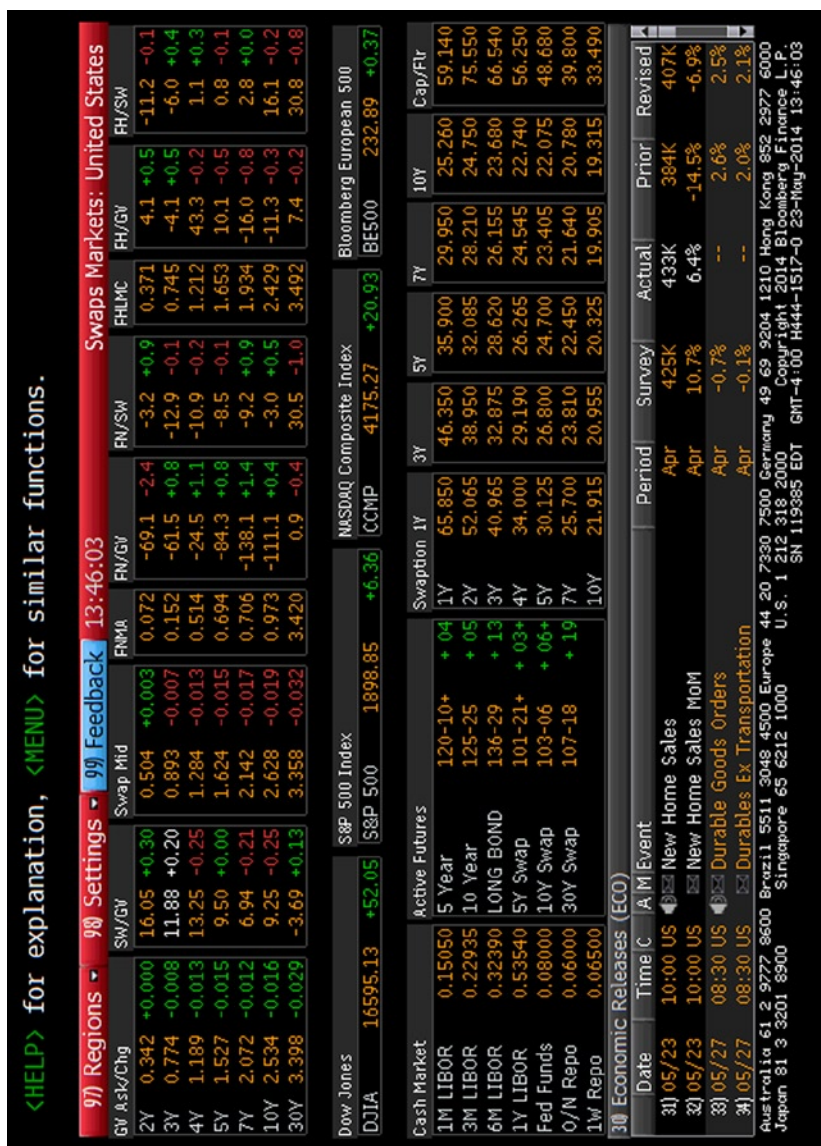 <HELP> for explanation, <MENU> for similar functions.
97) Regions 98) Settings 99) Feedback 13:46:03 Swaps Markets: United States
GV Ask/Chg SW/GV Swap Mid FNMA FN/GV FN/SW FHLMC FH/GV FH/SW
2Y 0.342 +0.000 16.05 +0.30 0.504 +0.003 0.072 -69.1 -2.4 -3.2 +0.9 0.371 4.1 +0.5 -11.2 -0.1
3Y 0.774 -0.008 11.88 +0.20 0.893 -0.007 0.152 -61.5 +0.8 -12.9 -0.1 0.745 -4.1 +0.5 -6.0 +0.4
4Y 1.189 -0.013 13.25 -0.25 1.284 -0.013 0.514 -24.5 +1.1 -10.9 -0.2 1.212 43.3 -0.2 1.1 +0.3
5Y 1.527 -0.015 9.50 +0.00 1.624 -0.015 0.694 -84.3 +0.8 -8.5 -0.1 1.653 10.1 -0.5 0.8 -0.1
7Y 2.072 -0.012 6.94 -0.21 2.142 -0.017 0.706 -138.1 +1.4 -9.2 +0.9 1.934 -16.0 -0.8 2.8 +0.0
10Y 2.534 -0.016 9.25 -0.25 2.628 -0.019 0.973 -111.1 +0.4 -3.0 +0.5 2.429 -11.3 -0.3 16.1 -0.2
30Y 3.398 -0.029 -3.69 +0.13 3.358 -0.032 3.420 0.9 -0.4 30.5 -1.0 3.492 7.4 -0.2 30.8 -0.8
Dow Jones S&P 500 Index NASDAQ Composite Index Bloomberg European 500
DJIA 16595.13 +52.05 S&P 500 1898.85 +6.36 CCMP 4175.27 +20.93 BE500 232.89 +0.37
Cash Market Active Futures Swaption 1Y 3Y 5Y 7Y 10Y Cap/Flr
1M LIBOR 0.15050 5 Year 120-10+ + 04 1Y 65.850 46.350 35.900 29.950 25.260 59.140
3M LIBOR 0.22935 10 Year 125-25 + 05 2Y 52.065 38.950 32.085 28.210 24.750 75.550
6M LIBOR 0.32390 LONG BOND 136-29 + 13 3Y 40.965 32.875 28.620 26.155 23.680 66.540
1Y LIBOR 0.53540 5Y Swap 101-21+ + 03+ 4Y 34.000 29.190 26.265 24.545 22.740 56.250
Fed Funds 0.08000 10Y Swap 103-06 + 06+ 5Y 30.125 26.800 24.700 23.405 22.075 48.680
O/N Repo 0.06000 30Y Swap 107-18 + 19 7Y 25.700 23.810 22.450 21.640 20.780 39.800
1W Repo 0.06500 10Y 21.915 20.955 20.325 19.905 19.315 33.490
30) Economic Releases (ECO)
Date Time C A M Event Period Survey Actual Prior Revised
31) 05/23 10:00 US New Home Sales Apr 425K 433K 384K 407K
32) 05/23 10:00 US New Home Sales MoM Apr 10.7% 6.4% -14.5% -6.9%
33) 05/27 08:30 US Durable Goods Orders Apr -0.7% -- 2.6% 2.5%
34) 05/27 08:30 US Durables Ex Transportation Apr -0.1% -- 2.0% 2.1%
Australia 61 2 9777 8600 Brazil 5511 3048 4500 Europe 44 20 7330 7500 Germany 49 69 9204 1210 Hong Kong 852 2977 6000
Japan 81 3 3201 8900 Singapore 65 6212 1000 U.S. 1 212 318 2000 Copyright 2014 Bloomberg Finance L.P.
SN 119385 EDT GMT-4:00 H444-1517-0 23-May-2014 13:46:03